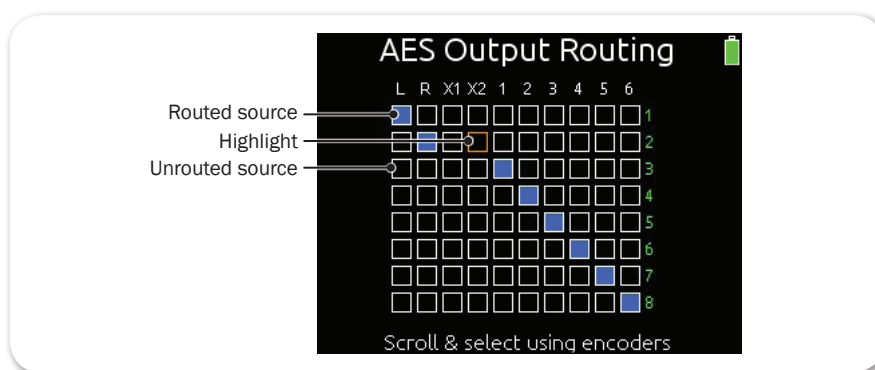 AES Output Routing
L R X1 X2 1 2 3 4 5 6
Routed source
1
Highlight
2
Unrouted source
3
4
5
6
7
8
Scroll & select using encoders